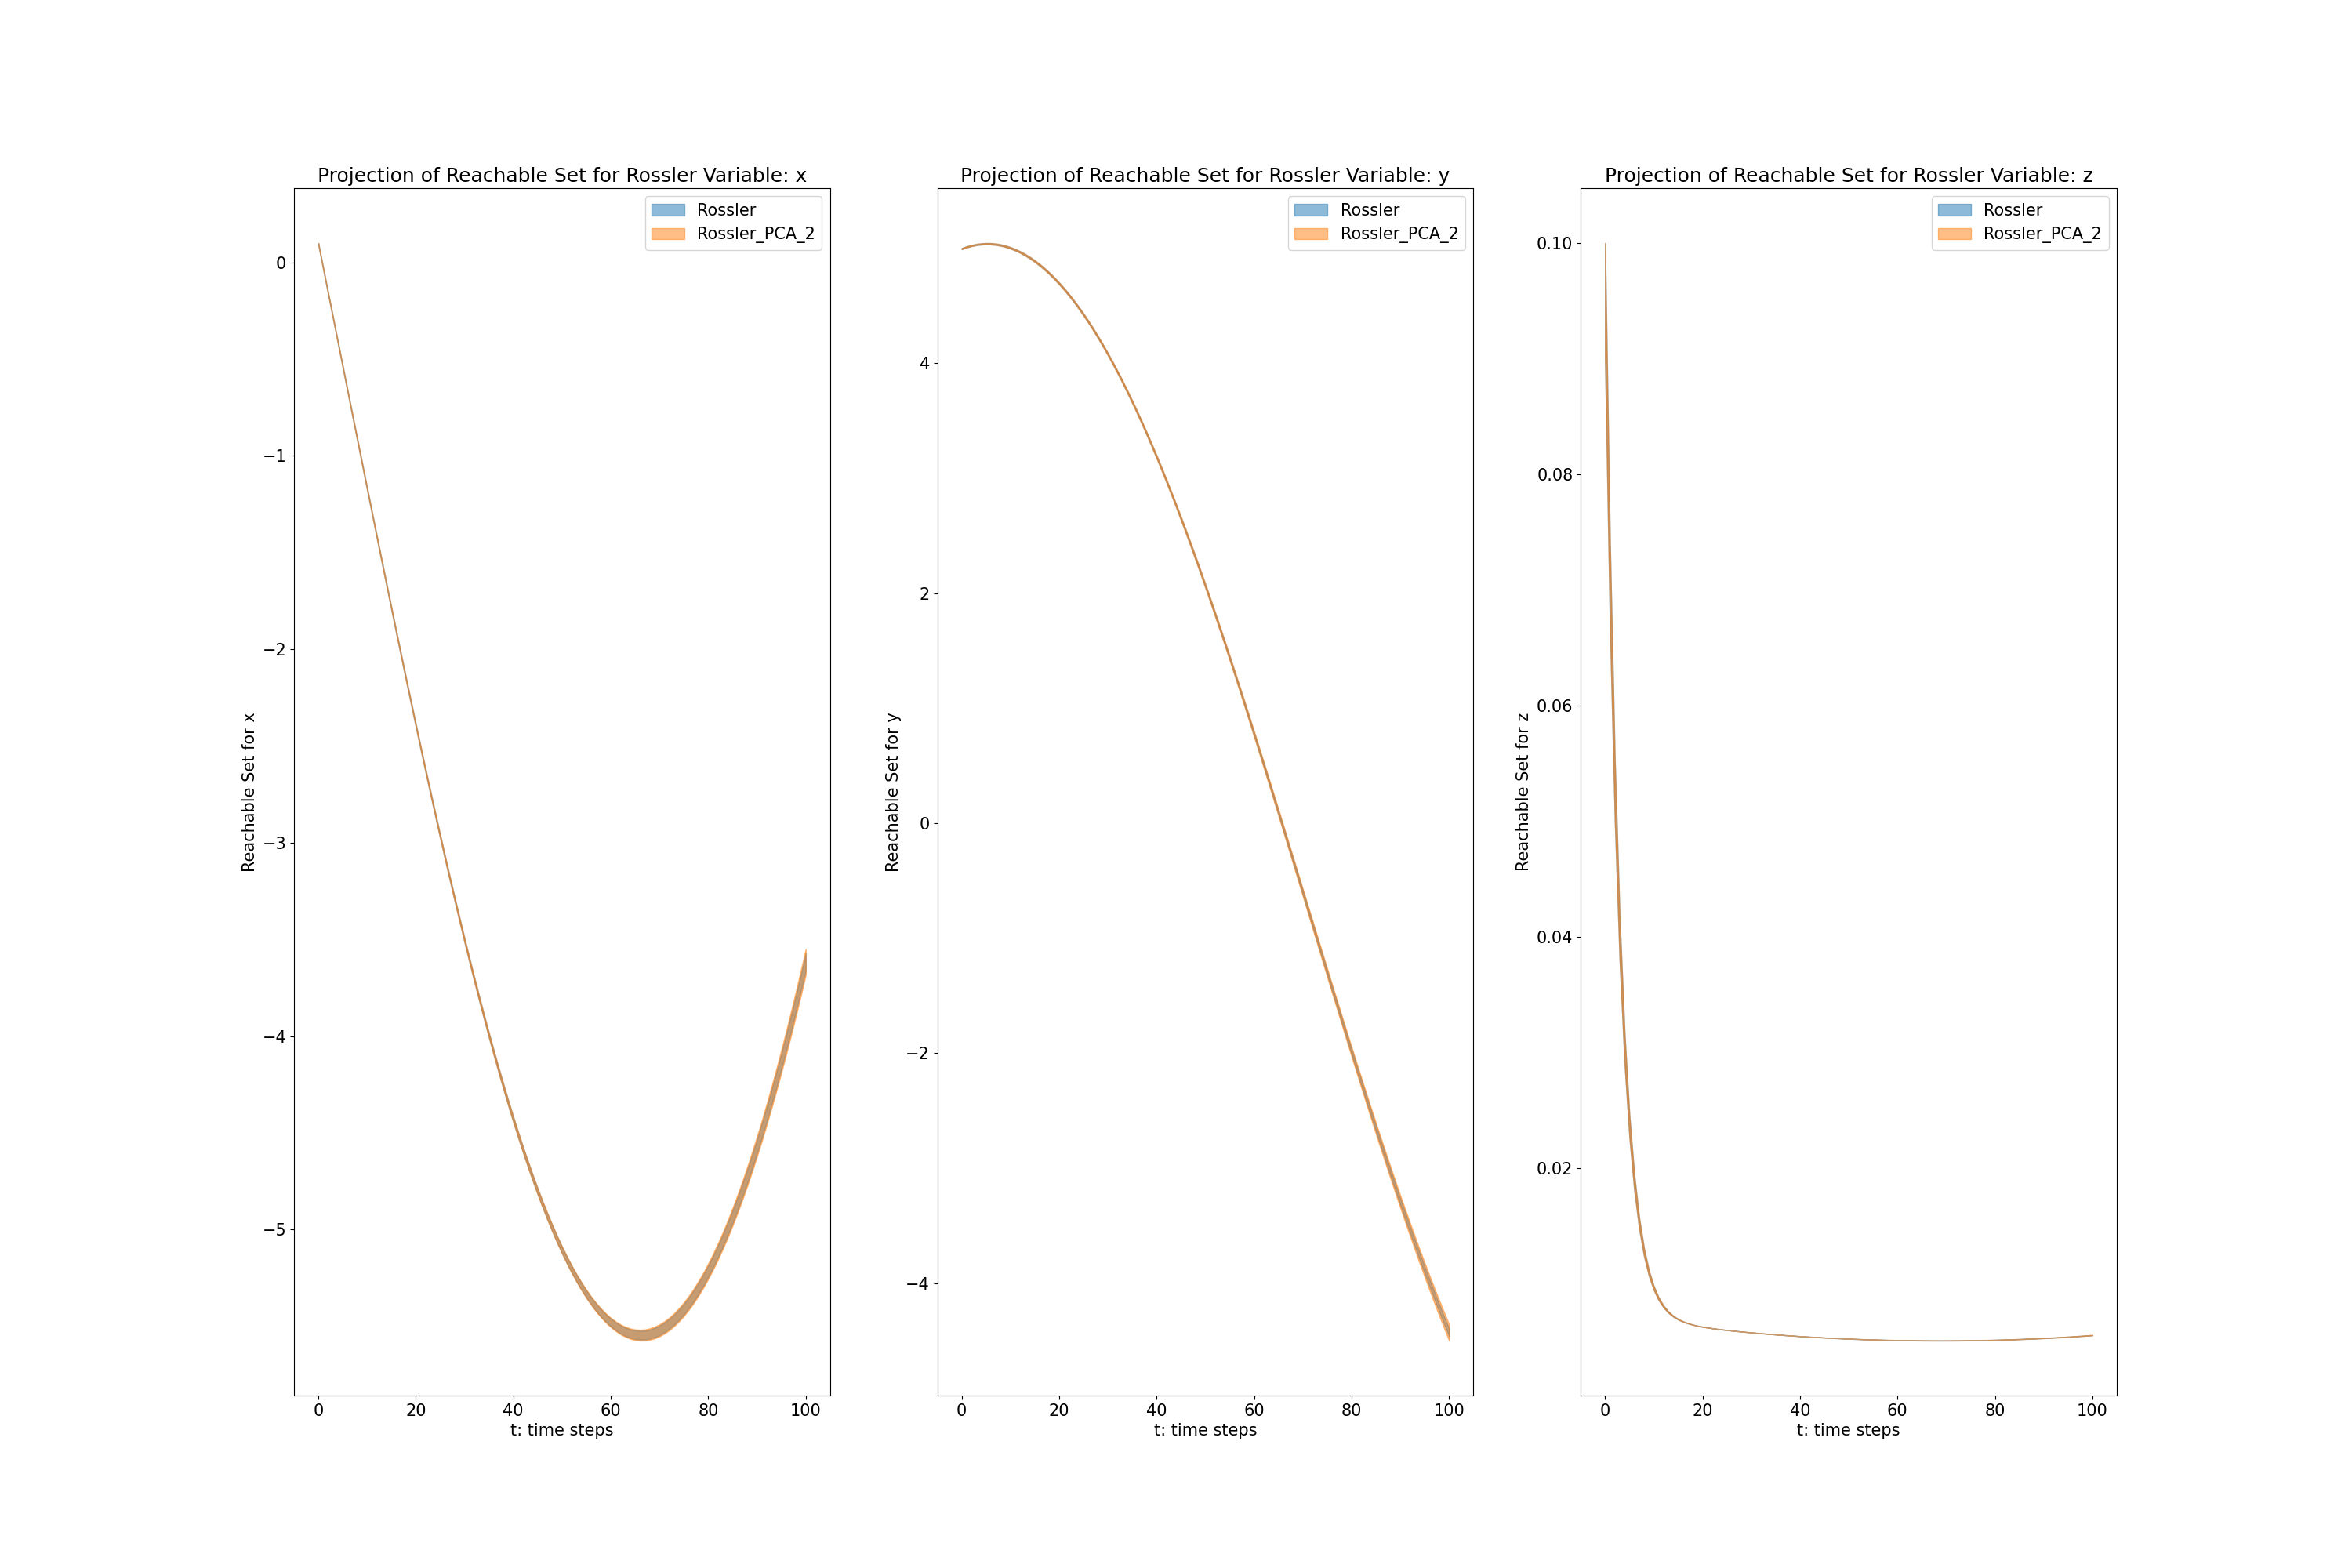 Projection of Reachable Set for Rossler Variable: x
Rossler
Rossler_PCA_2
Reachable Set for x
0
−1
−2
−3
−4
−5
0 20 40 60 80 100
t: time steps
Projection of Reachable Set for Rossler Variable: y
Rossler
Rossler_PCA_2
Reachable Set for y
4
2
0
−2
−4
0 20 40 60 80 100
t: time steps
Projection of Reachable Set for Rossler Variable: z
Rossler
Rossler_PCA_2
Reachable Set for z
0.10
0.08
0.06
0.04
0.02
0 20 40 60 80 100
t: time steps